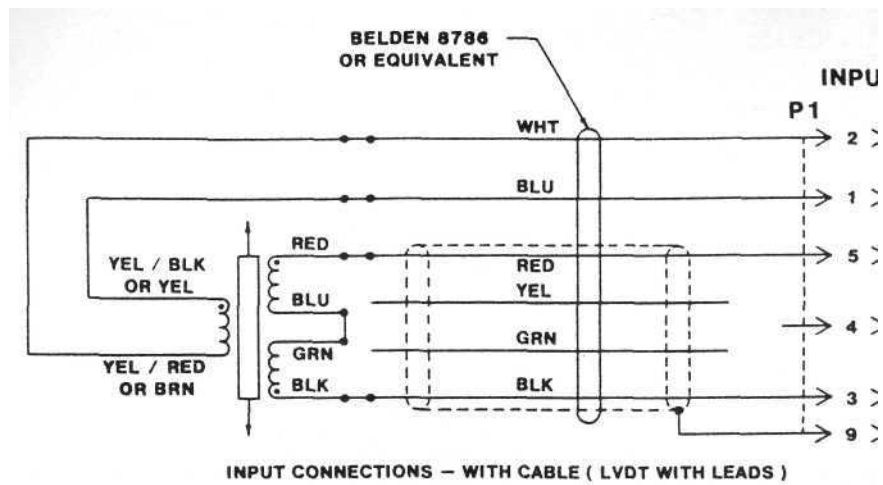 BELDEN 8786
OR EQUIVALENT
INPU
P1
WHT
2
BLU
1
RED
5
RED
YEL / BLK
OR YEL
YEL
BLU
4
GRN
GRN
YEL / RED
OR BRN
BLK
BLK
3
9
INPUT CONNECTIONS – WITH CABLE ( LVDT WITH LEADS )